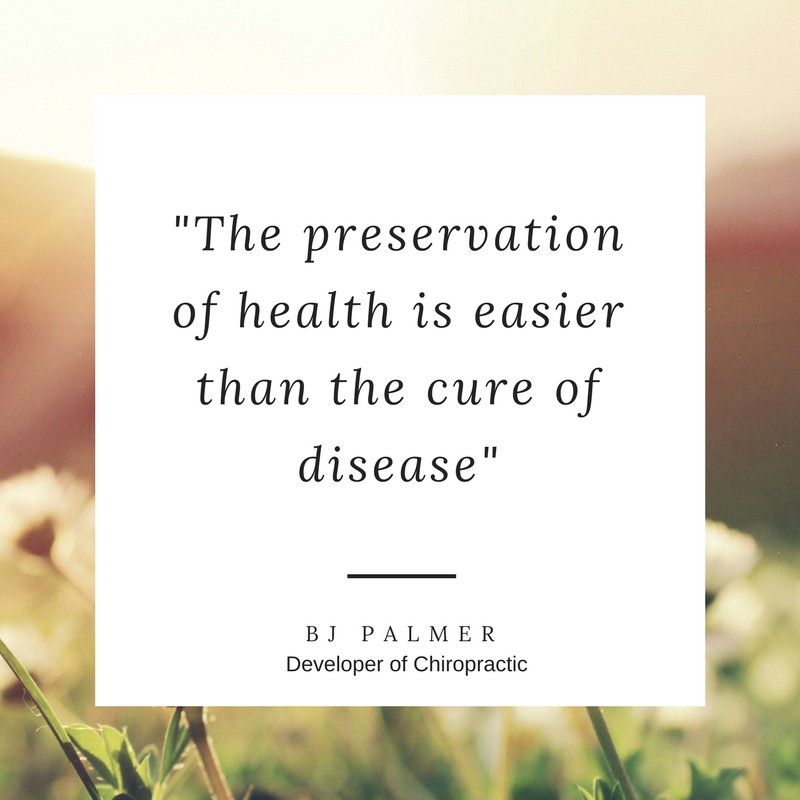 "The preservation
of health is easier
than the cure of
disease"
BJ PALMER
Developer of Chiropractic